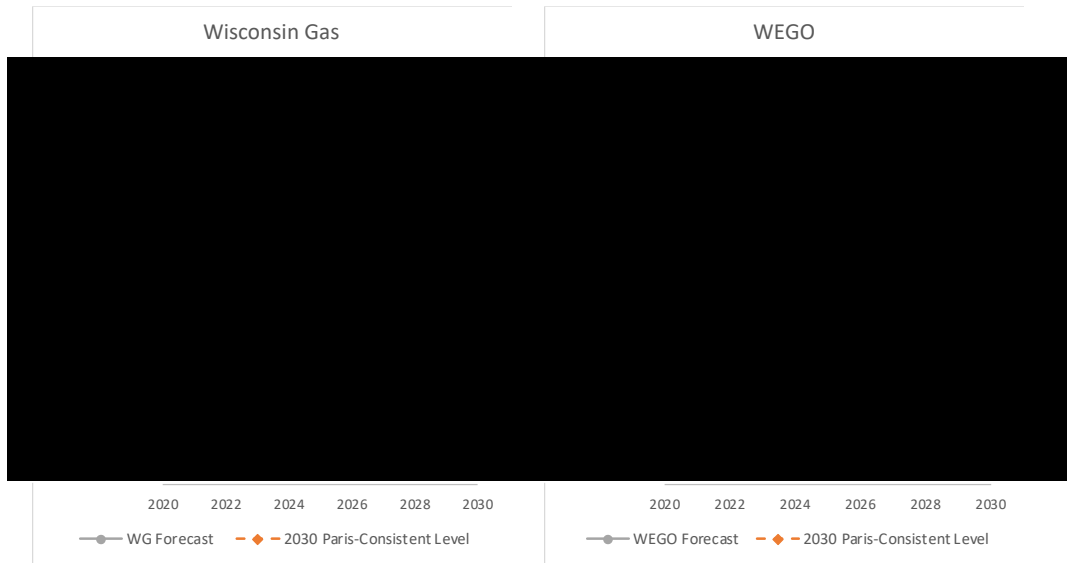 Wisconsin Gas
WEGO
2020 2022 2024 2026 2028 2030
2020 2022 2024 2026 2028 2030
WG Forecast 2030 Paris-Consistent Level
WEGO Forecast 2030 Paris-Consistent Level